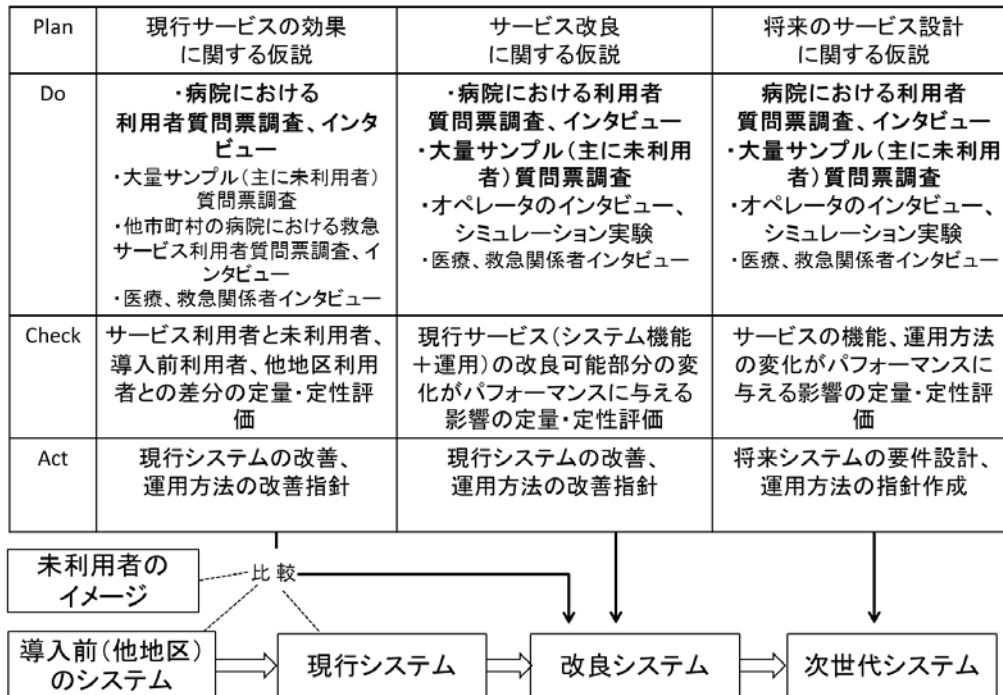 Plan
現行サービスの効果
に関する仮説
サービス改良
に関する仮説
将来のサービス設計
に関する仮説
Do
・病院における
利用者質問票調査、インタ
ビュー
・大量サンプル(主に未利用者)
質問票調査
・他市町村の病院における救急
サービス利用者質問票調査、イ
ンタビュー
・医療、救急関係者インタビュー
・病院における利用者
質問票調査、インタビュー
・大量サンプル(主に未利用
者)質問票調査
・オペレータのインタビュー、
シミュレーション実験
・医療、救急関係者インタビュー
病院における利用者
質問票調査、インタビュー
・大量サンプル(主に未利用
者)質問票調査
・オペレータのインタビュー、
シミュレーション実験
・医療、救急関係者インタビュー
Check
サービス利用者と未利用者、
導入前利用者、他地区利用
者との差分の定量・定性評
価
現行サービス(システム機能
+運用)の改良可能部分の変
化がパフォーマンスに与える
影響の定量・定性評価
サービスの機能、運用方法
の変化がパフォーマンスに
与える影響の定量・定性評
価
Act
現行システムの改善、
運用方法の改善指針
現行システムの改善、
運用方法の改善指針
将来システムの要件設計、
運用方法の指針作成
未利用者の
イメージ
比較
導入前(他地区)
のシステム
現行システム
改良システム
次世代システム